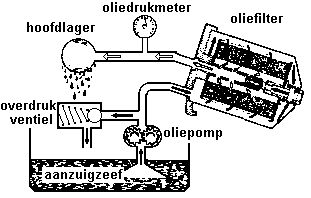 oliedrukmeter
hoofdlager
oliefilter
overdruk
ventiel
oliepomp
aanzuigzeef